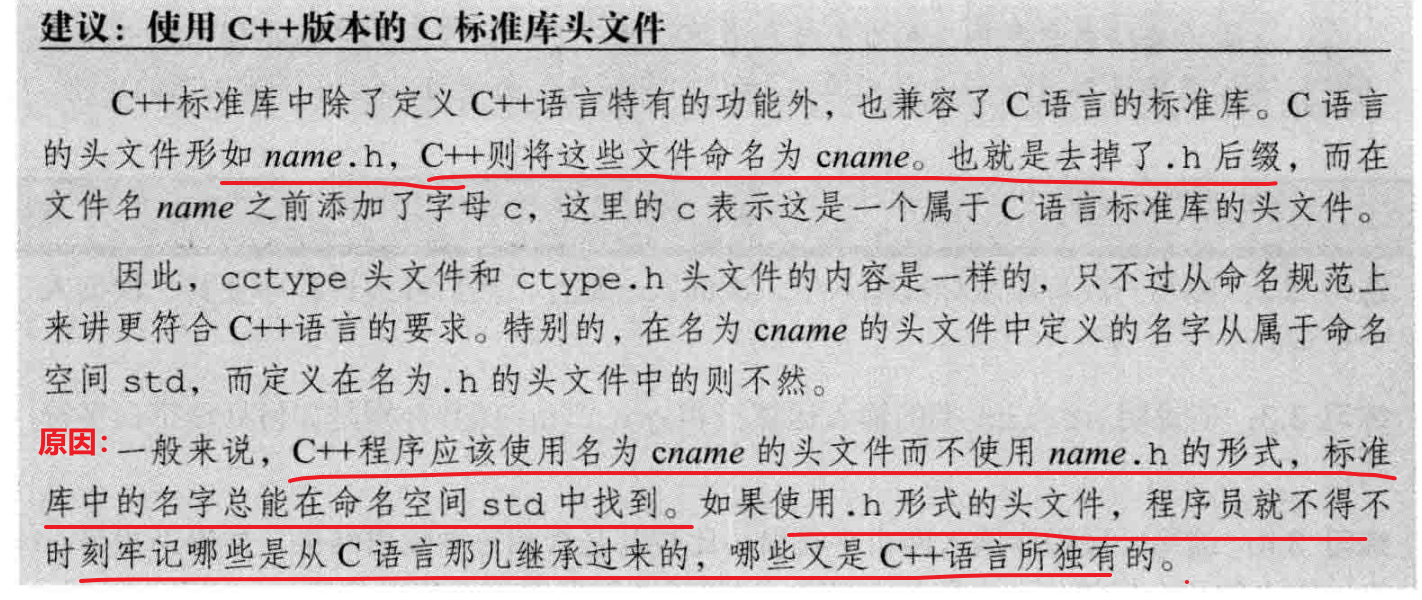 建议：使用 C++版本的 C 标准库头文件
C++标准库中除了定义 C++语言特有的功能外，也兼容了 C 语言的标准库。C 语言
的头文件形如 name.h，C++则将这些文件命名为 cname。也就是去掉了.h 后缀，而在
文件名 name 之前添加了字母 c，这里的 c 表示这是一个属于 C 语言标准库的头文件。
因此，cctype 头文件和 ctype.h 头文件的内容是一样的，只不过从命名规范上
来讲更符合 C++语言的要求。特别的，在名为 cname 的头文件中定义的名字从属于命名
空间 std，而定义在名为.h 的头文件中的则不然。
原因：一般来说，C++程序应该使用名为 cname 的头文件而不使用 name.h 的形式，标准
库中的名字总能在命名空间 std 中找到。如果使用.h 形式的头文件，程序员就不得不
时刻牢记哪些是从 C 语言那儿继承过来的，哪些又是 C++语言所独有的。